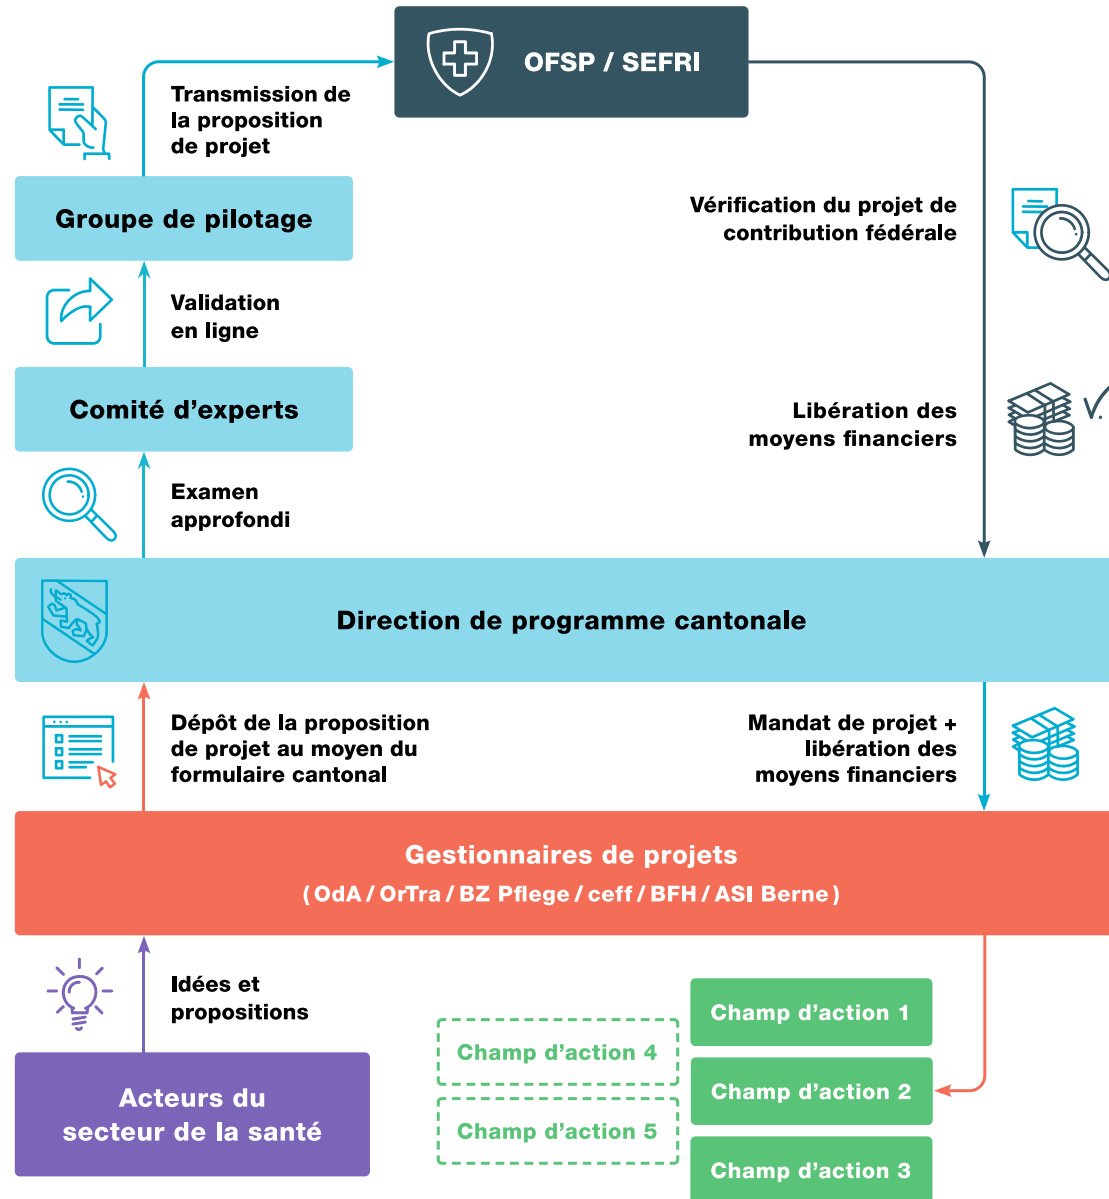 OFSP / SEFRI
Transmission de
la proposition
de projet
Groupe de pilotage
Vérification du projet de
contribution fédérale
Validation
en ligne
Comité d’experts
Libération des
moyens financiers
Examen
approfondi
Direction de programme cantonale
Dépôt de la proposition
de projet au moyen du
formulaire cantonal
Mandat de projet +
libération des
moyens financiers
Gestionnaires de projets
(OdA / OrTra / BZ Pflege / ceff / BFH / ASI Berne)
Idées et
propositions
Acteurs du
secteur de la santé
Champ d’action 1
Champ d’action 4
Champ d’action 2
Champ d’action 5
Champ d’action 3